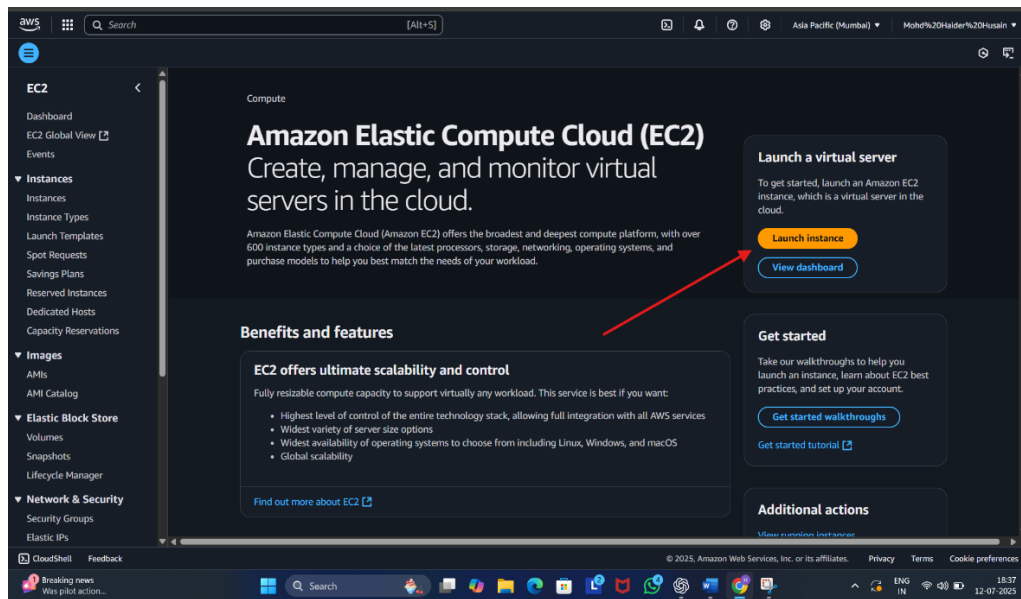 aws
Search
[Alt+S]
Asia Pacific (Mumbai)
Mohd%20Haider%20Husain
EC2
Dashboard
EC2 Global View
Events
Instances
Instances
Instance Types
Launch Templates
Spot Requests
Savings Plans
Reserved Instances
Dedicated Hosts
Capacity Reservations
Images
AMIs
AMI Catalog
Elastic Block Store
Volumes
Snapshots
Lifecycle Manager
Network & Security
Security Groups
Elastic IPs
Compute
Amazon Elastic Compute Cloud (EC2)
Create, manage, and monitor virtual
servers in the cloud.
Amazon Elastic Compute Cloud (Amazon EC2) offers the broadest and deepest compute platform, with over
600 instance types and a choice of the latest processors, storage, networking, operating systems, and
purchase models to help you best match the needs of your workload.
Launch a virtual server
To get started, launch an Amazon EC2
instance, which is a virtual server in the
cloud.
Launch instance
View dashboard
Benefits and features
EC2 offers ultimate scalability and control
Fully resizable compute capacity to support virtually any workload. This service is best if you want:
• Highest level of control of the entire technology stack, allowing full integration with all AWS services
• Widest variety of server size options
• Widest availability of operating systems to choose from including Linux, Windows, and macOS
• Global scalability
Find out more about EC2
Get started
Take our walkthroughs to help you
launch an instance, learn about EC2 best
practices, and set up your account.
Get started walkthroughs
Get started tutorial
Additional actions
View running instances
CloudShell
Feedback
© 2025, Amazon Web Services, Inc. or its affiliates.
Privacy
Terms
Cookie preferences
1
Breaking news
Was pilot action...
Search
ENG
IN
18:37
12-07-2025